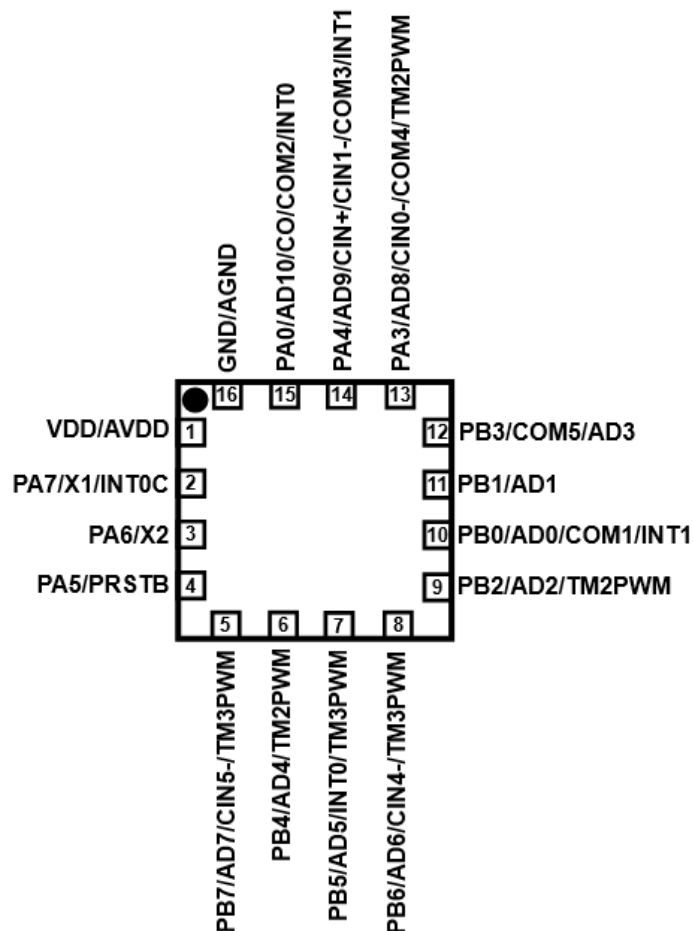 GND/AGND
PA0/AD10/CO/COM2/INT0
PA4/AD9/CIN+/CIN1-/COM3/INT1
PA3/AD8/CIN0-/COM4/TM2PWM
16
15
14
13
VDD/AVDD
1
12
PB3/COM5/AD3
PA7/X1/INT0C
2
11
PB1/AD1
PA6/X2
3
10
PB0/AD0/COM1/INT1
PA5/PRSTB
4
9
PB2/AD2/TM2PWM
5
6
7
8
PB7/AD7/CIN5-/TM3PWM
PB4/AD4/TM2PWM
PB5/AD5/INT0/TM3PWM
PB6/AD6/CIN4-/TM3PWM